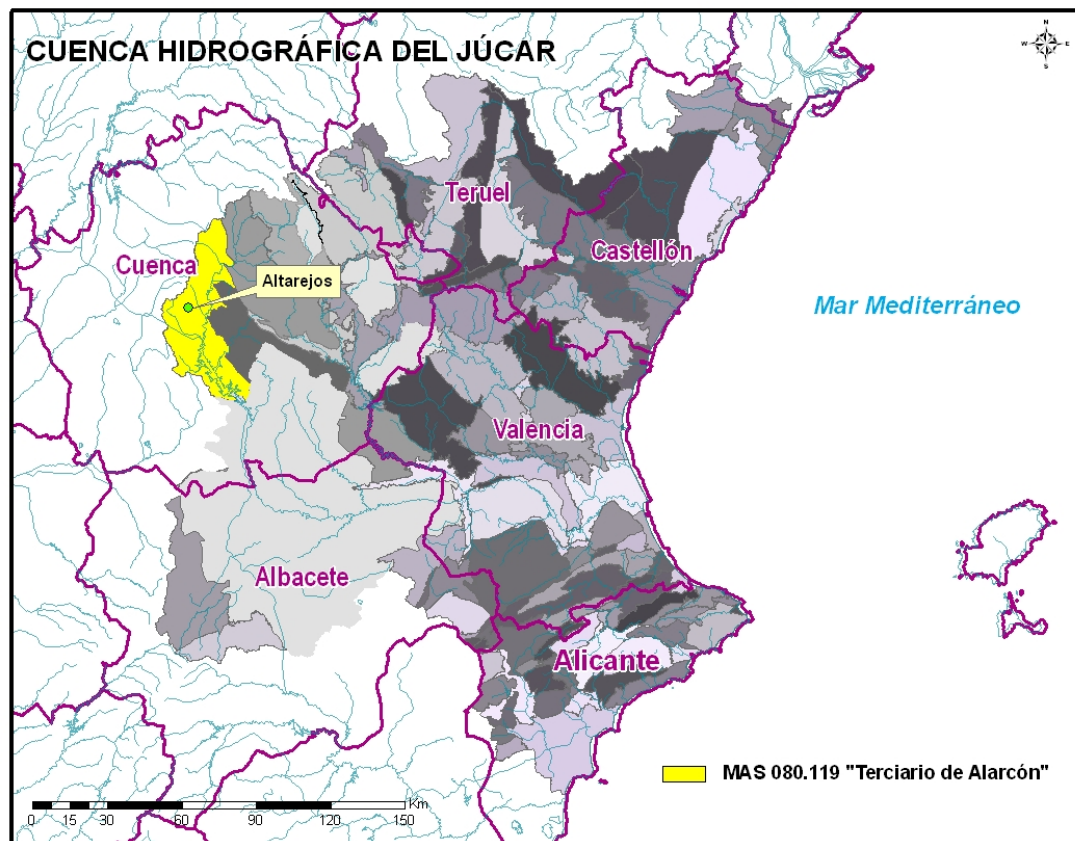 CUENCA HIDROGRÁFICA DEL JÚCAR
N
W E
S
Teruel
Castellón
Cuenca
Altarejos
Mar Mediterráneo
Valencia
Albacete
Alicante
MAS 080.119 "Terciario de Alarcón"
Km
0 15 30 60 90 120 150